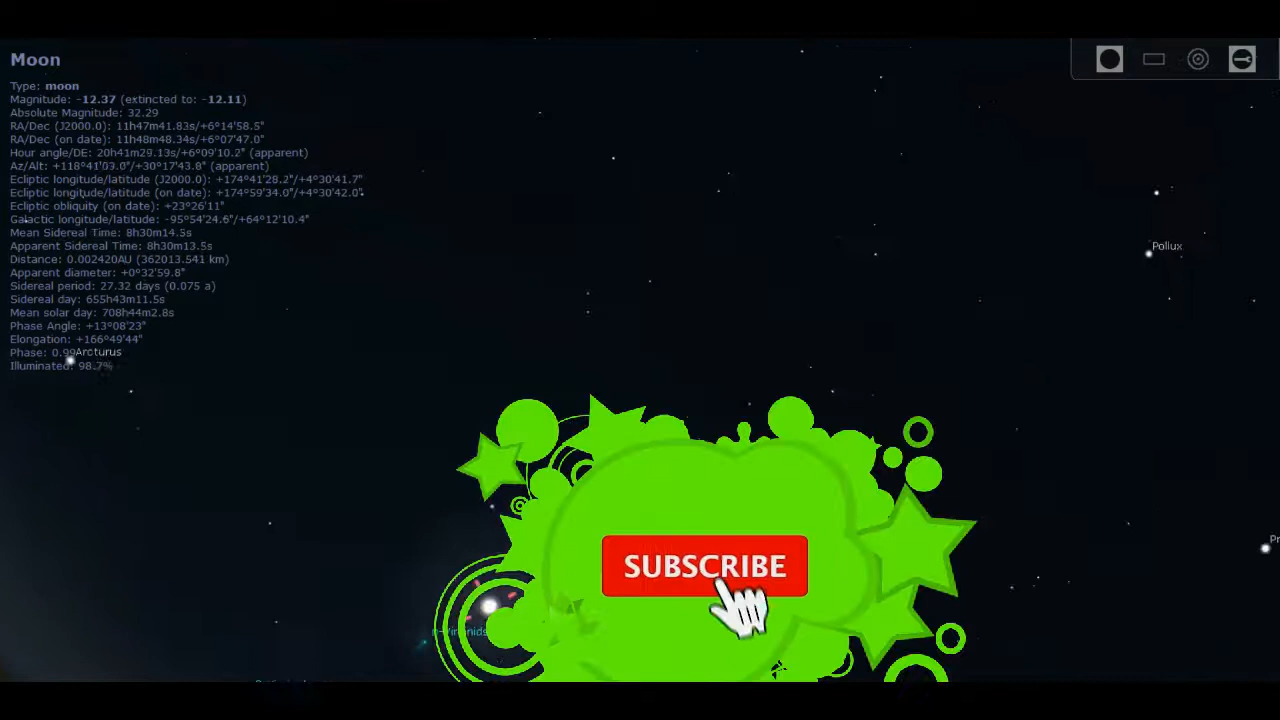 Moon
Type: moon
Magnitude: -12.37 (extincted to: -12.11)
Absolute Magnitude: 32.29
RA/Dec (J2000.0): 11h47m41.83s/+6°14'58.5"
RA/Dec (on date): 11h48m48.34s/+6°07'47.0"
Hour angle/DE: 20h41m29.13s/+6°09'10.2" (apparent)
Az/Alt: +118°41'03.0"/+30°17'43.8" (apparent)
Ecliptic longitude/latitude (J2000.0): +174°41'28.2"/+4°30'41.7"
Ecliptic longitude/latitude (on date): +174°59'34.0"/+4°30'42.0"
Ecliptic obliquity (on date): +23°26'11"
Galactic longitude/latitude: -95°54'24.6"/+64°12'10.4"
Mean Sidereal Time: 8h30m14.5s
Apparent Sidereal Time: 8h30m13.5s
Distance: 0.002420AU (362013.541 km)
Apparent diameter: +0°32'59.8"
Sidereal period: 27.32 days (0.075 a)
Sidereal day: 655h43m11.5s
Mean solar day: 708h44m2.8s
Phase Angle: +13°08'23"
Elongation: +166°49'44"
Phase: 0.99
Arcturus
Illuminated: 98.7%
Pollux
Pr
SUBSCRIBE